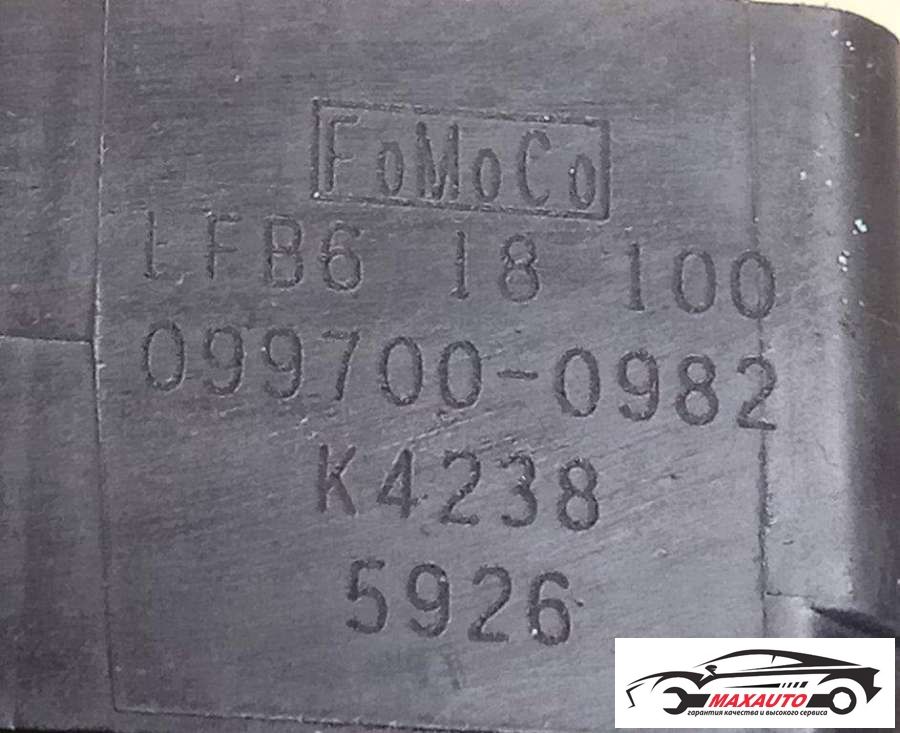 FoMoCo
LFB6 18 100
099700-0982
K4238
5926
MAXAUTO
гарантия качества и высокого сервиса